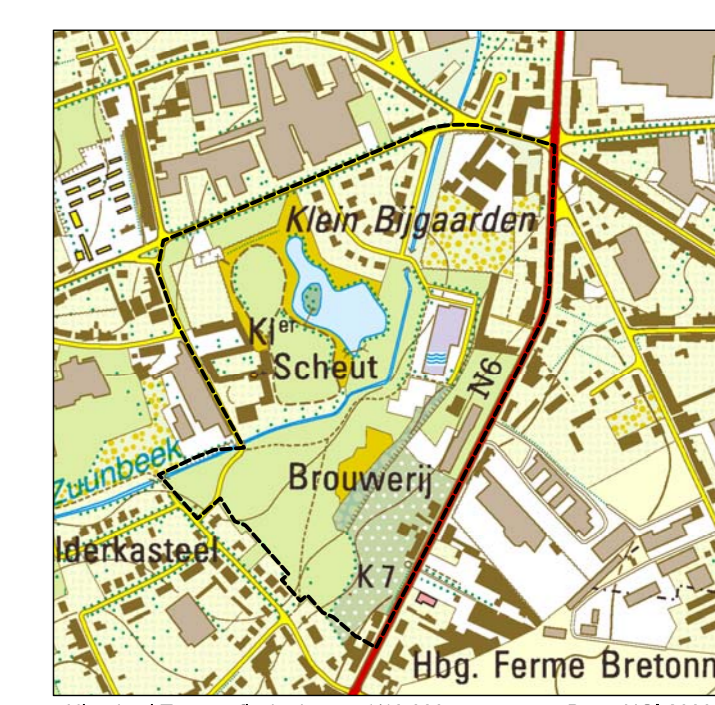 Klein Bijgaarden
Kl^er
Scheut
N6
Zuunbeek
Brouwerij
lderkasteel
K 7
Hbg. Ferme Bretonn